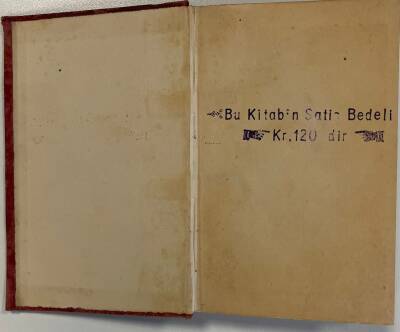 Bu Kitabın Satış Bedeli
Kr.120 dir